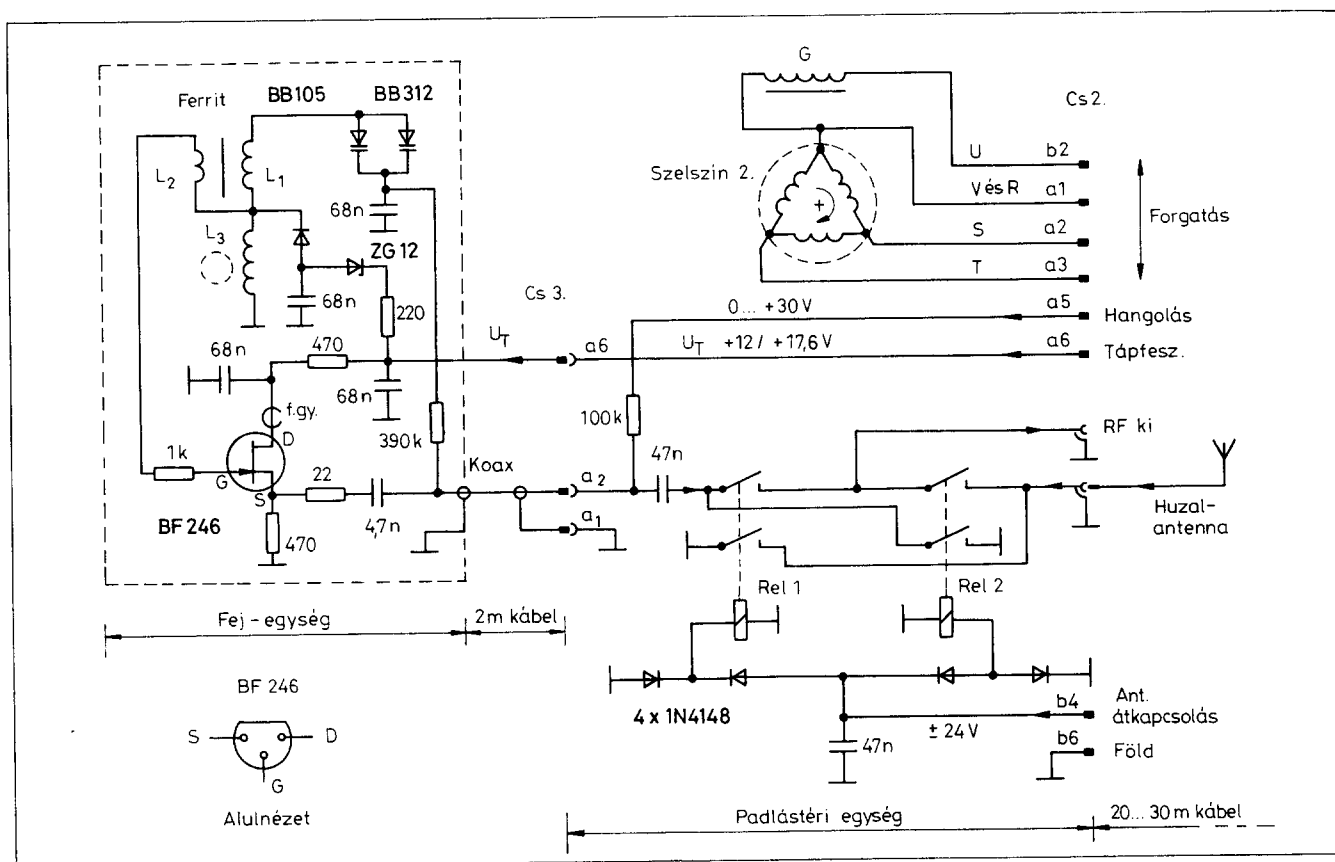 G
Ferrit
BB105
BB312
Cs 2.
L2
L1
U
b2
Szelszin 2.
V és R
a1
68n
Forgatás
S
a2
L3
ZG 12
T
a3
Cs 3.
68n
220
0... +30V
a5
Hangolás
UT
UT
+12 / +17,6V
a6
Tápfesz.
470
a6
68n
68n
f.gy.
D
390k
100k
RF ki
1k
47n
Koax
G
S
22
a2
BF 246
4,7n
a1
Huzal-
antenna
470
Rel 1
Rel 2
Fej - egység
2m kábel
BF 246
4 x 1N4148
b4
Ant.
átkapcsolás
± 24V
S
D
47n
b6
Föld
G
Alulnézet
Padlástéri egység
20... 30m kábel